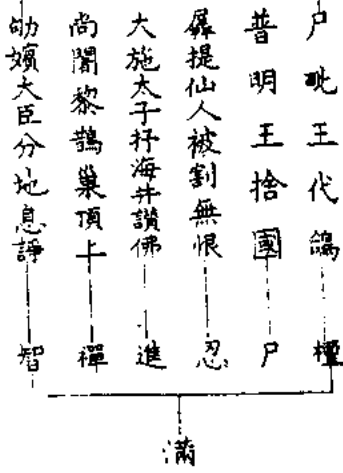 尸毗王代鴿 檀
普明王捨國 尸
羼提仙人被割無恨 忍
大施太子抒海并讚佛 進
尚闍黎鵲巢頂上 禪
劬嬪大臣分地息諍 智
滿